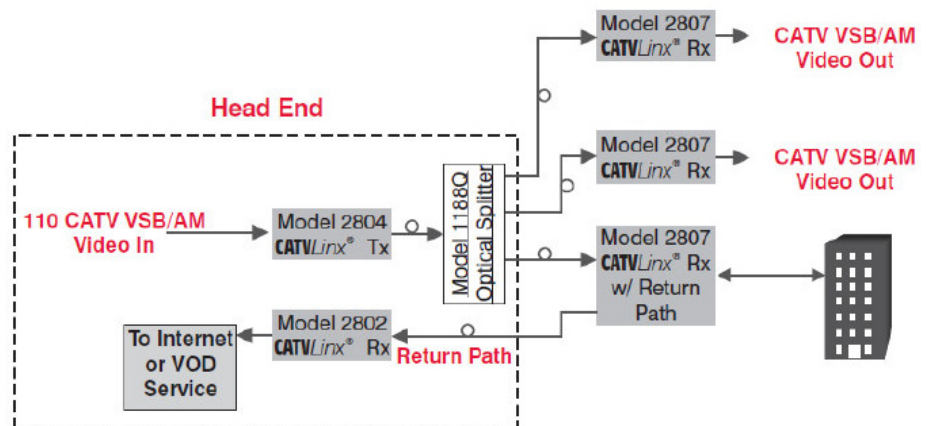 Model 2807
CATVLinx® Rx
CATV VSB/AM
Video Out
Head End
Model 2807
CATVLinx® Rx
CATV VSB/AM
Video Out
110 CATV VSB/AM
Video In
Model 2804
CATVLinx® Tx
Model 1188Q
Optical Splitter
Model 2807
CATVLinx® Rx
w/ Return
Path
Model 2802
CATVLinx® Rx
Return Path
To Internet
or VOD
Service